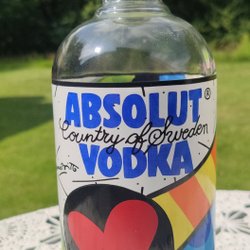 ABSOLUT®
Country of Sweden
VODKA